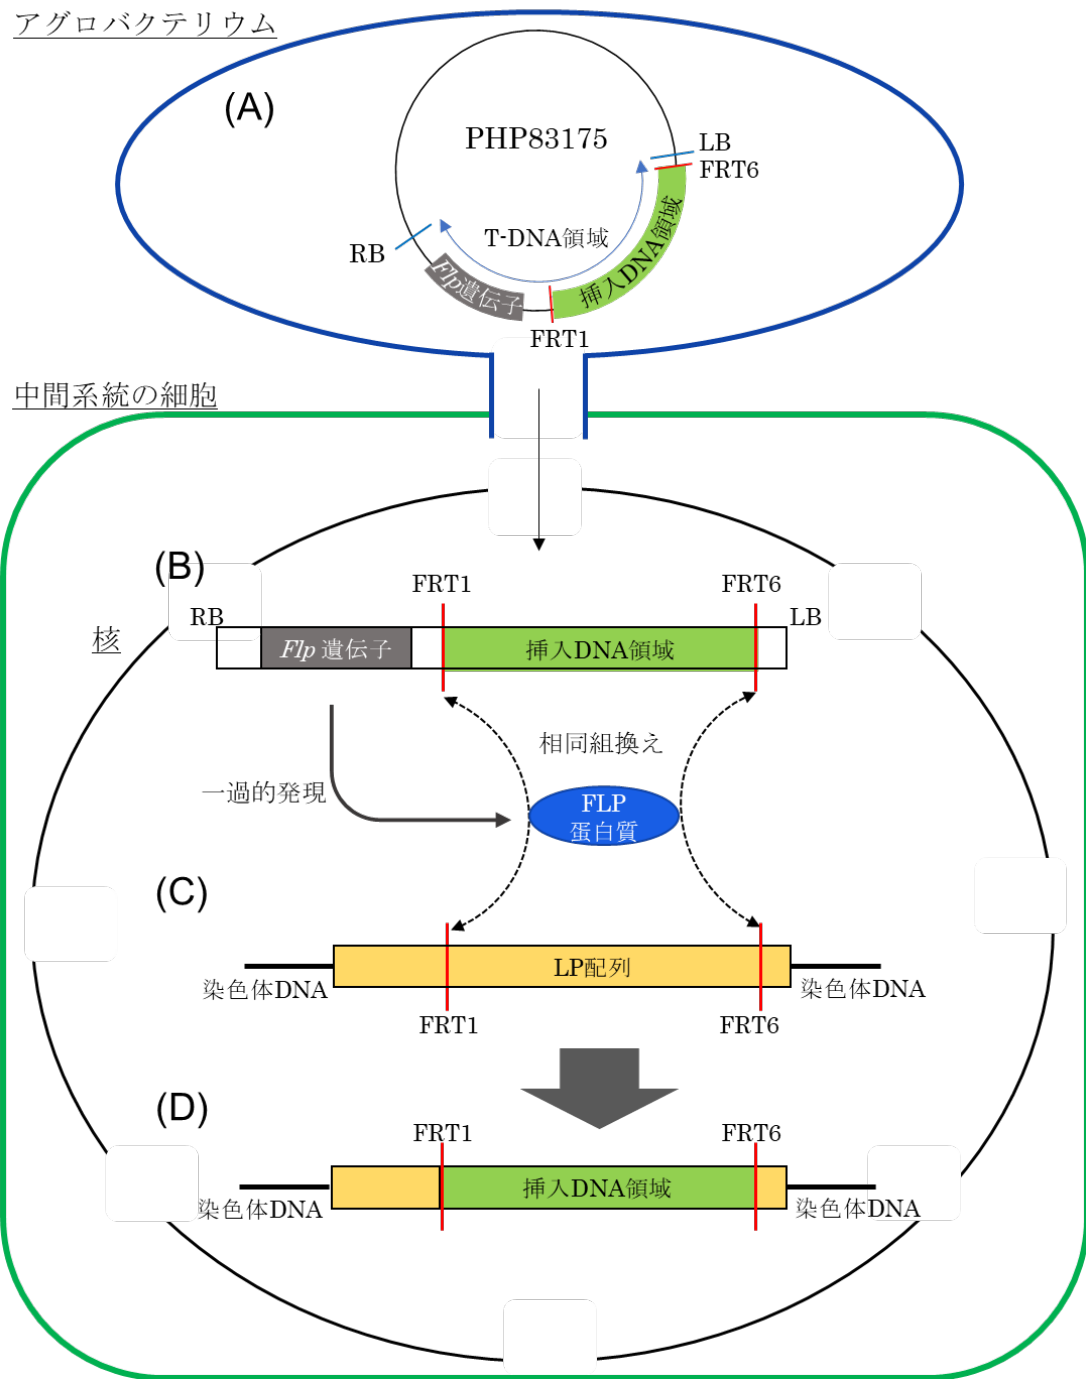 アグロバクテリウム
(A)
PHP83175
LB
FRT6
挿入DNA領域
T-DNA領域
RB
Flp遺伝子
FRT1
中間系統の細胞
(B)
FRT1
FRT6
RB
LB
核
Flp 遺伝子
挿入DNA領域
相同組換え
一過的発現
FLP
蛋白質
(C)
LP配列
染色体DNA
染色体DNA
FRT1
FRT6
(D)
FRT1
FRT6
挿入DNA領域
染色体DNA
染色体DNA